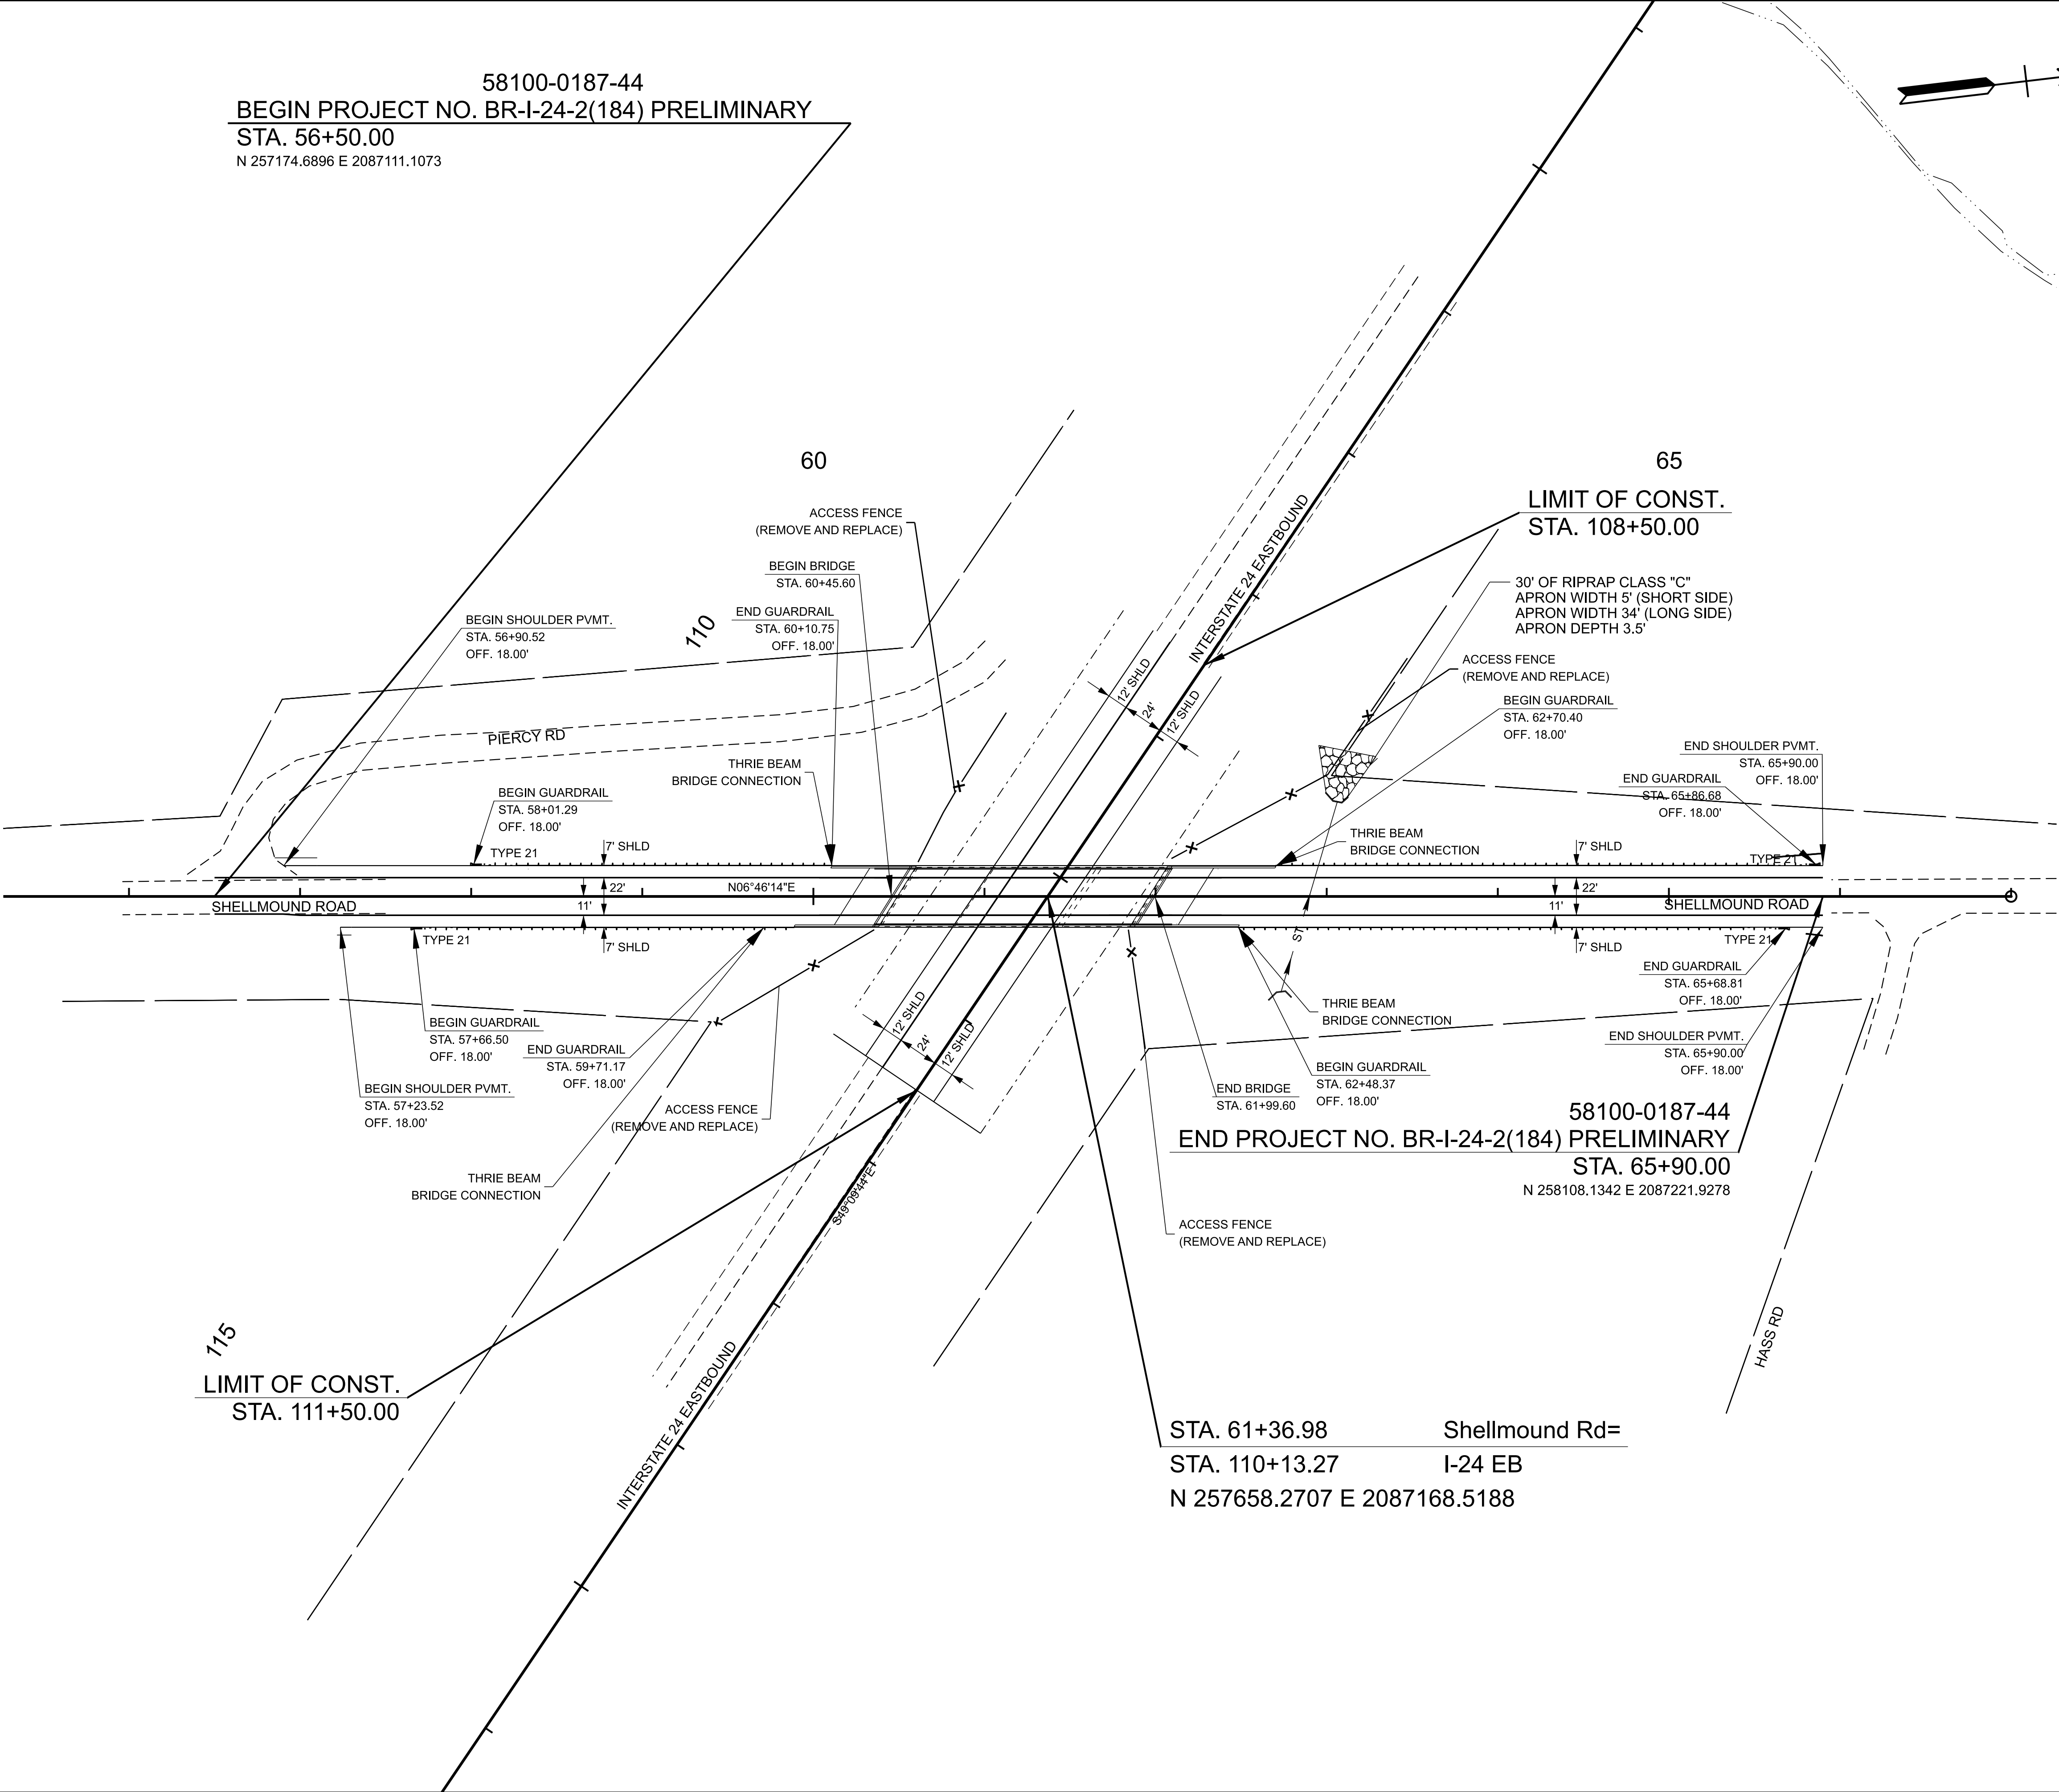 58100-0187-44
BEGIN PROJECT NO. BR-I-24-2(184) PRELIMINARY
STA. 56+50.00
N 257174.6896 E 2087111.1073
60
65
LIMIT OF CONST.
STA. 108+50.00
ACCESS FENCE
(REMOVE AND REPLACE)
BEGIN BRIDGE
STA. 60+45.60
END GUARDRAIL
STA. 60+10.75
OFF. 18.00'
110
BEGIN SHOULDER PVMT.
STA. 56+90.52
OFF. 18.00'
INTERSTATE 24 EASTBOUND
30' OF RIPRAP CLASS "C"
APRON WIDTH 5' (SHORT SIDE)
APRON WIDTH 34' (LONG SIDE)
APRON DEPTH 3.5'
ACCESS FENCE
(REMOVE AND REPLACE)
BEGIN GUARDRAIL
STA. 62+70.40
OFF. 18.00'
12' SHLD
24'
12' SHLD
PIERCY RD
END SHOULDER PVMT.
STA. 65+90.00
OFF. 18.00'
END GUARDRAIL
STA. 65+86.68
OFF. 18.00'
THRIE BEAM
BRIDGE CONNECTION
BEGIN GUARDRAIL
STA. 58+01.29
OFF. 18.00'
THRIE BEAM
BRIDGE CONNECTION
TYPE 21
7' SHLD
7' SHLD
TYPE 21
22'
N06°46'14"E
22'
SHELLMOUND ROAD
11'
11'
SHELLMOUND ROAD
TYPE 21
7' SHLD
ST
7' SHLD
TYPE 21
END GUARDRAIL
STA. 65+68.81
OFF. 18.00'
THRIE BEAM
BRIDGE CONNECTION
12' SHLD
24'
12' SHLD
BEGIN GUARDRAIL
STA. 57+66.50
OFF. 18.00'
END GUARDRAIL
STA. 59+71.17
OFF. 18.00'
END SHOULDER PVMT.
STA. 65+90.00
OFF. 18.00'
BEGIN SHOULDER PVMT.
STA. 57+23.52
OFF. 18.00'
BEGIN GUARDRAIL
STA. 62+48.37
OFF. 18.00'
END BRIDGE
STA. 61+99.60
ACCESS FENCE
(REMOVE AND REPLACE)
58100-0187-44
END PROJECT NO. BR-I-24-2(184) PRELIMINARY
STA. 65+90.00
N 258108.1342 E 2087221.9278
THRIE BEAM
BRIDGE CONNECTION
S49°09'44"E
ACCESS FENCE
(REMOVE AND REPLACE)
HASS RD
115
LIMIT OF CONST.
STA. 111+50.00
INTERSTATE 24 EASTBOUND
STA. 61+36.98 Shellmound Rd=
STA. 110+13.27 I-24 EB
N 257658.2707 E 2087168.5188